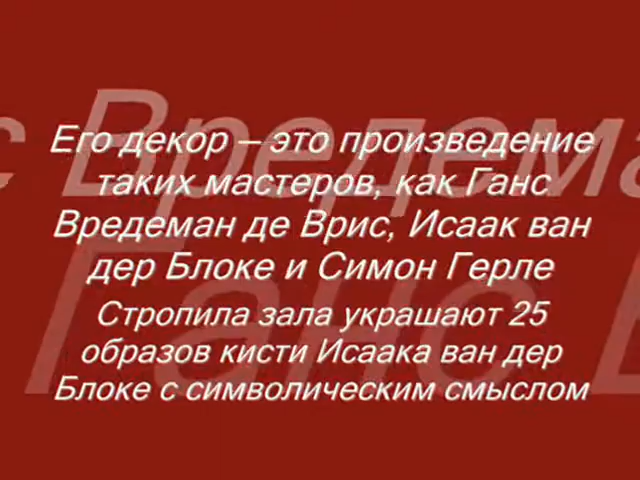 Его декор – это произведение
таких мастеров, как Ганс
Вредеман де Врис, Исаак ван
дер Блоке и Симон Герле
Стропила зала украшают 25
образов кисти Исаака ван дер
Блоке с символическим смыслом